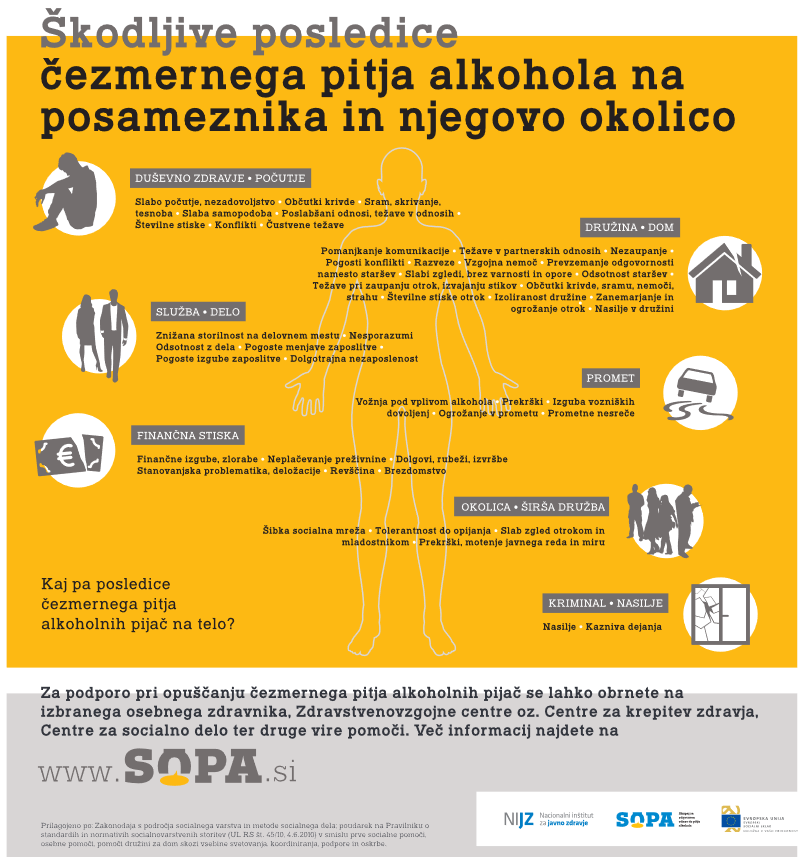 Škodljive posledice
čezmernega pitja alkohola na
posameznika in njegovo okolico
DUŠEVNO ZDRAVJE • POČUTJE
Slabo počutje, nezadovoljstvo • Občutki krivde • Sram, skrivanje,
tesnoba • Slaba samopodoba • Poslabšani odnosi, težave v odnosih •
Številne stiske • Konflikti • Čustvene težave
DRUŽINA • DOM
Pomanjkanje komunikacije • Težave v partnerskih odnosih • Nezaupanje •
Pogosti konflikti • Razveze • Vzgojna nemoč • Prevzemanje odgovornosti
namesto staršev • Slabi zgledi, brez varnosti in opore • Odsotnost staršev •
Težave pri zaupanju otrok, izvajanju stikov • Občutki krivde, sramu, nemoči,
strahu • Številne stiske otrok • Izoliranost družine • Zanemarjanje in
ogrožanje otrok • Nasilje v družini
SLUŽBA • DELO
Znižana storilnost na delovnem mestu • Nesporazumi
Odsotnost z dela • Pogoste menjave zaposlitve •
Pogoste izgube zaposlitve • Dolgotrajna nezaposlenost
PROMET
Vožnja pod vplivom alkohola • Prekrški • Izguba vozniških
dovoljenj • Ogrožanje v prometu • Prometne nesreče
FINANČNA STISKA
Finančne izgube, zlorabe • Neplačevanje preživnine • Dolgovi, rubeži, izvršbe
Stanovanjska problematika, deložacije • Revščina • Brezdomstvo
OKOLICA • ŠIRŠA DRUŽBA
Šibka socialna mreža • Tolerantnost do opijanja • Slab zgled otrokom in
mladostnikom • Prekrški, motenje javnega reda in miru
KRIMINAL • NASILJE
Nasilje • Kazniva dejanja
Kaj pa posledice
čezmernega pitja
alkoholnih pijač na telo?
Za podporo pri opuščanju čezmernega pitja alkoholnih pijač se lahko obrnete na
izbranega osebnega zdravnika, Zdravstvenovzgojne centre oz. Centre za krepitev zdravja,
Centre za socialno delo ter druge vire pomoči. Več informacij najdete na
www.SOPA.si
Prilagojeno po: Zakonodaja s področja socialnega varstva in metode socialnega dela: poudarek na Pravilniku o
standardih in normativih socialnovarstvenih storitev (UL RS št. 45/10, 4.6.2010) v smislu prve socialne pomoči,
osebne pomoči, pomoči družini za dom skozi vsebine svetovanja, koordiniranja, podpore in oskrbe.
NIJZ Nacionalni inštitut
za javno zdravje
SOPA
EVROPSKA UNIJA
EVROPSKI
SOCIALNI SKLAD